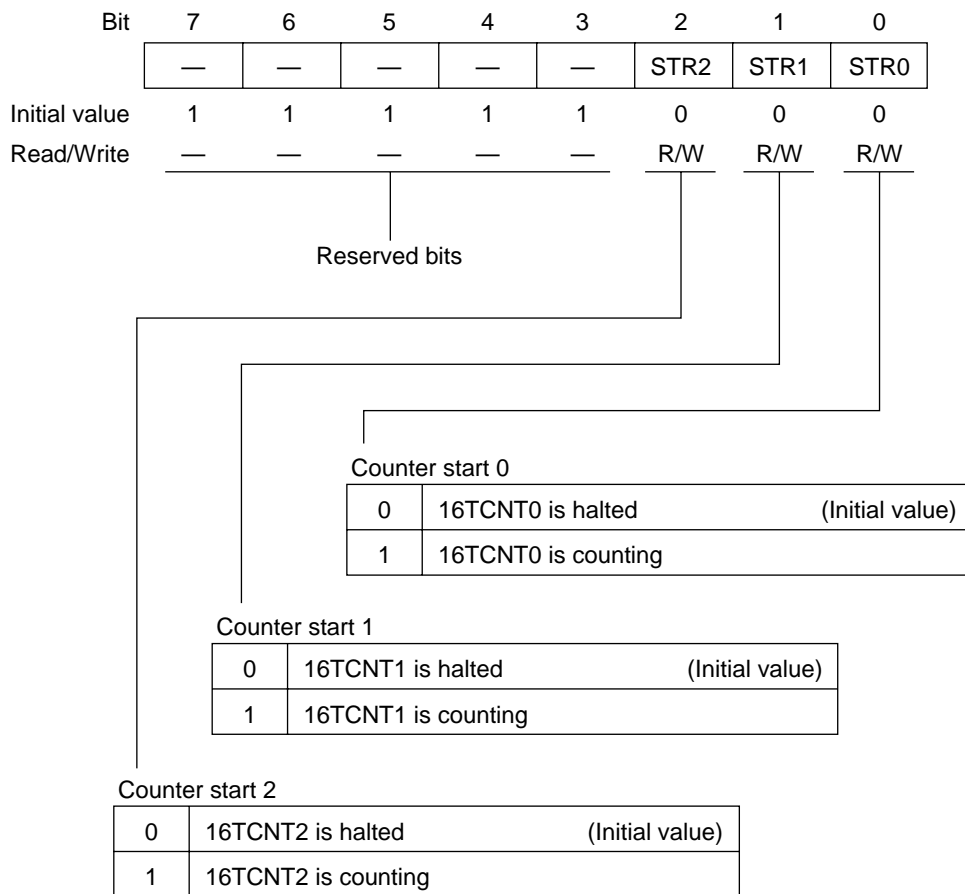 Bit 7 6 5 4 3 2 1 0
— — — — — STR2 STR1 STR0
Initial value 1 1 1 1 1 0 0 0
Read/Write — — — — — R/W R/W R/W
Reserved bits
Counter start 0
0 16TCNT0 is halted (Initial value)
1 16TCNT0 is counting
Counter start 1
0 16TCNT1 is halted (Initial value)
1 16TCNT1 is counting
Counter start 2
0 16TCNT2 is halted (Initial value)
1 16TCNT2 is counting